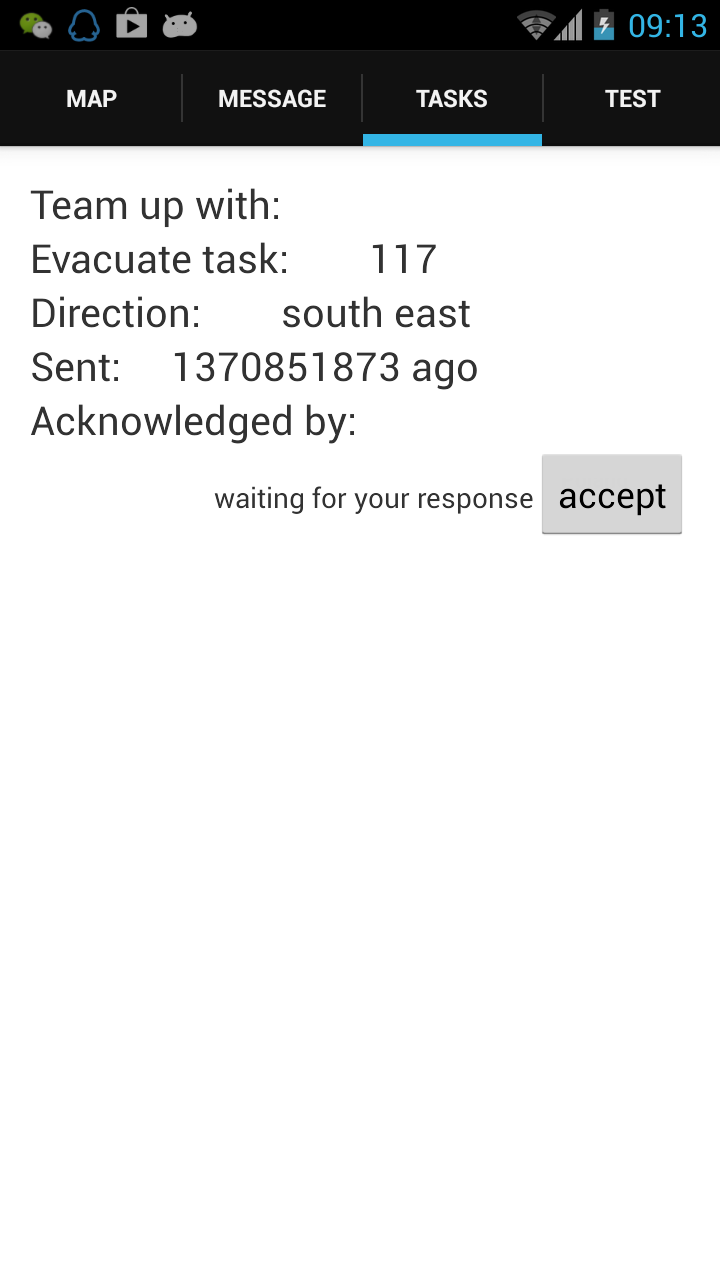 09:13
MAP MESSAGE TASKS TEST
Team up with:
Evacuate task: 117
Direction: south east
Sent: 1370851873 ago
Acknowledged by:
waiting for your response accept